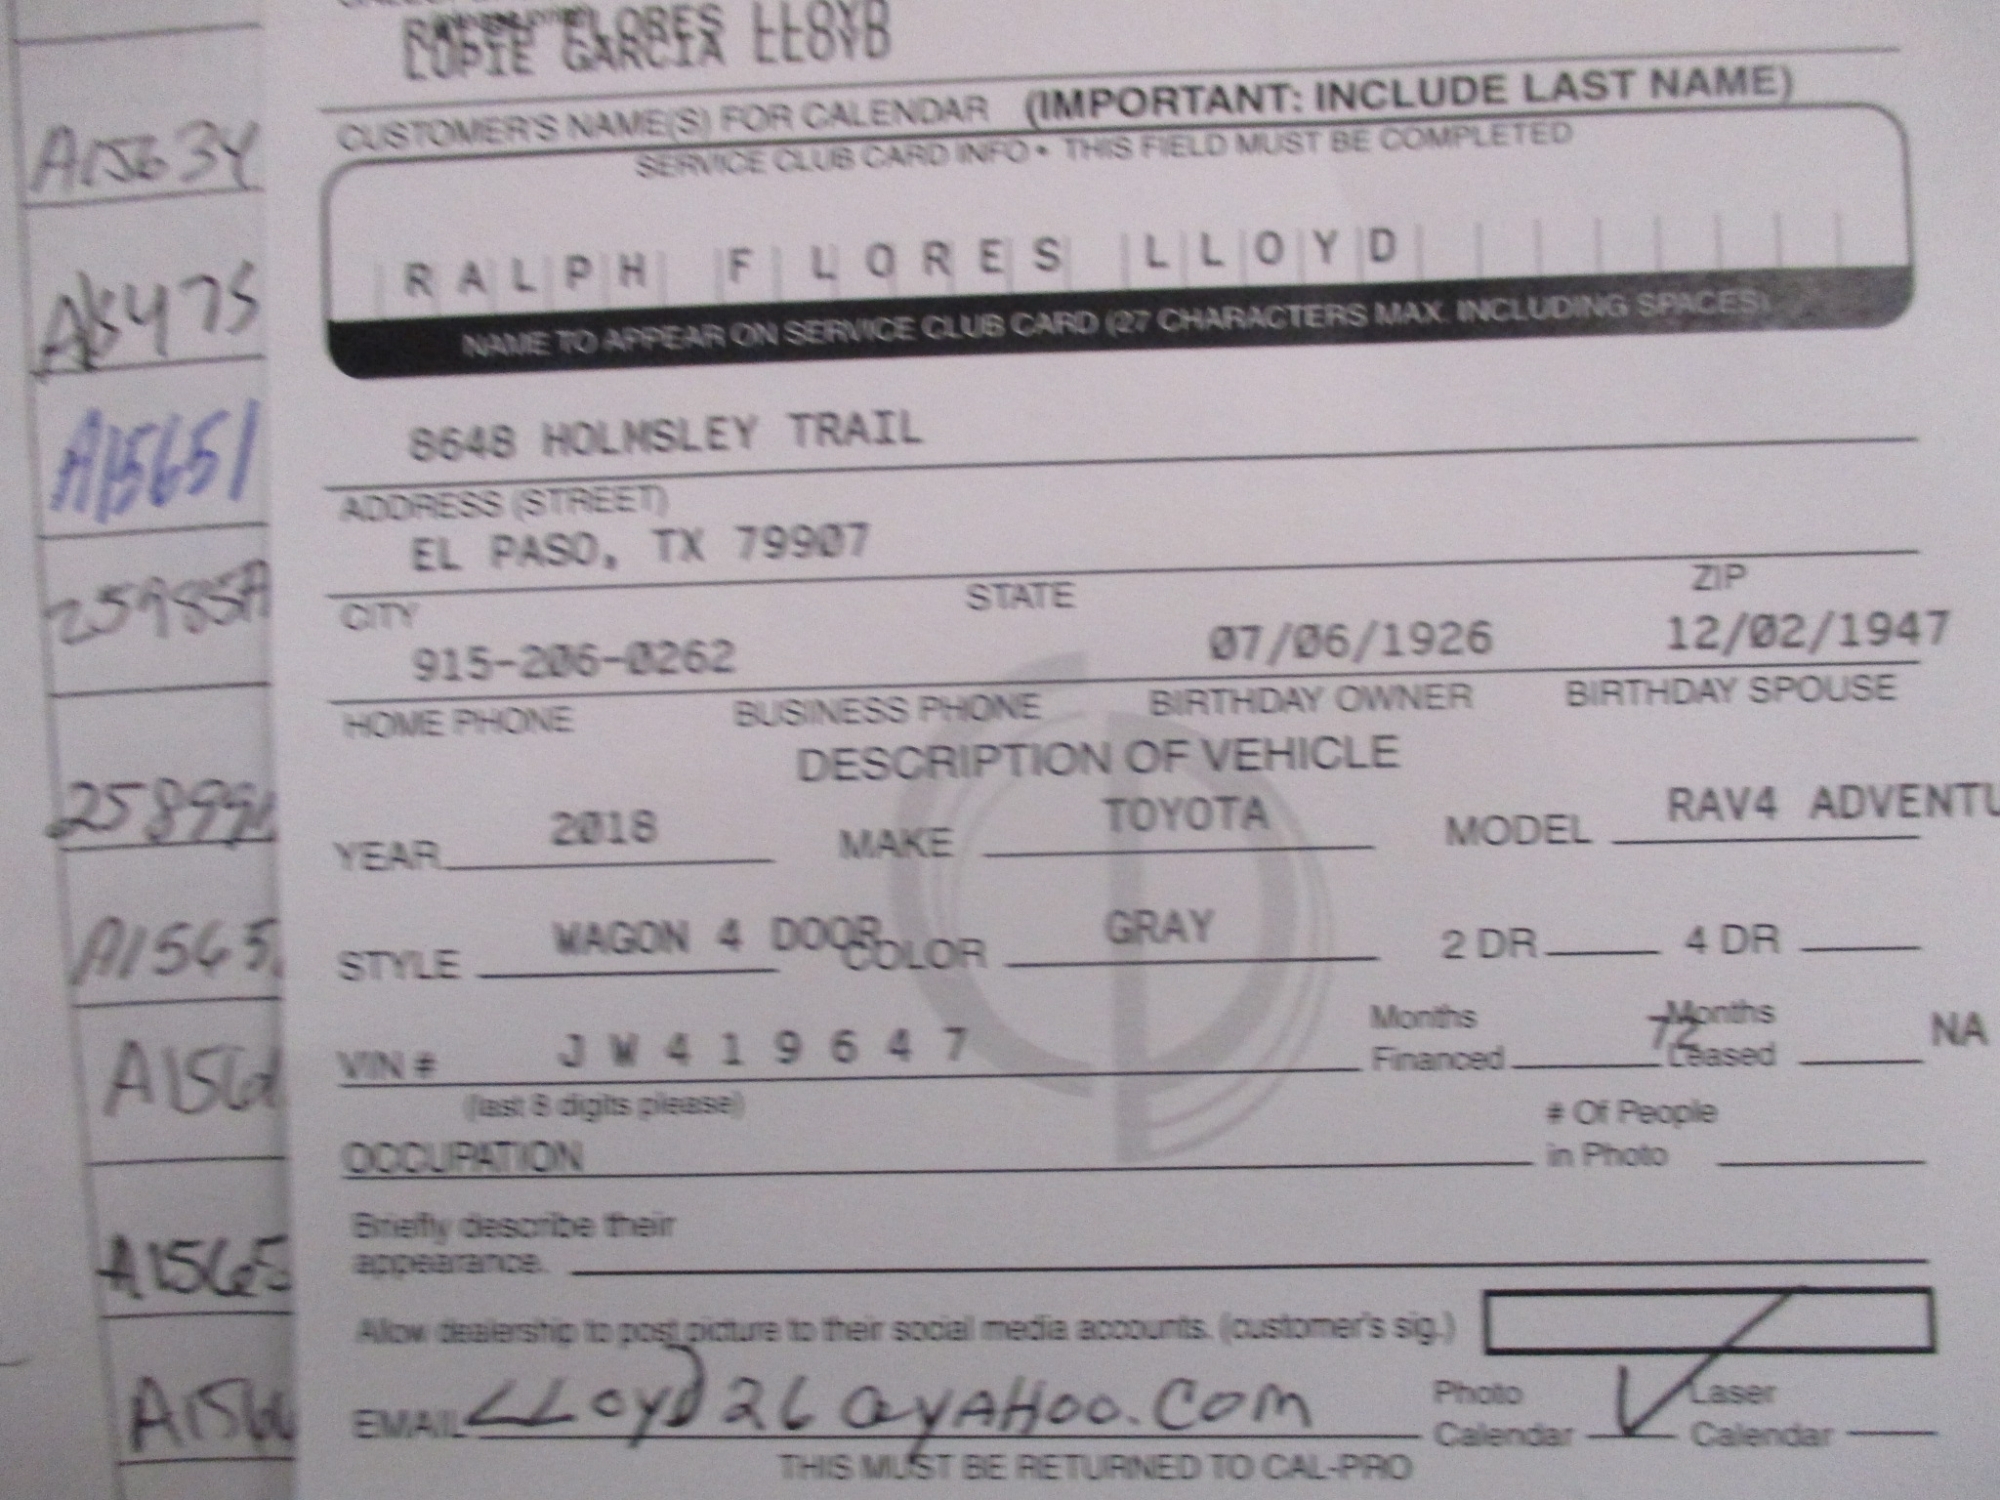 FLORES LLOYD
LUPIE GARCIA LLOYD
CUSTOMER'S NAME(S) FOR CALENDAR (IMPORTANT: INCLUDE LAST NAME)
SERVICE CLUB CARD INFO • THIS FIELD MUST BE COMPLETED
RALPH FLORES LLOYD
NAME TO APPEAR ON SERVICE CLUB CARD (27 CHARACTERS MAX. INCLUDING SPACES)
8648 HOLMSLEY TRAIL
ADDRESS (STREET)
EL PASO, TX 79907
CITY STATE ZIP
915-206-0262 07/06/1926 12/02/1947
HOME PHONE BUSINESS PHONE BIRTHDAY OWNER BIRTHDAY SPOUSE
DESCRIPTION OF VEHICLE
YEAR 2018 MAKE TOYOTA MODEL RAV4 ADVENTU
STYLE WAGON 4 DOOR COLOR GRAY 2 DR 4 DR
VIN # JW419647 Months Financed 72 Months Leased NA
(last 8 digits please)
OCCUPATION # Of People in Photo
Briefly describe their
appearance.
Allow dealership to post picture to their social media accounts. (customer's sig.)
EMAIL LLoyD26@yAHoo.Com Photo Calendar Laser Calendar
THIS MUST BE RETURNED TO CAL-PRO
A15634
A15651
25985A